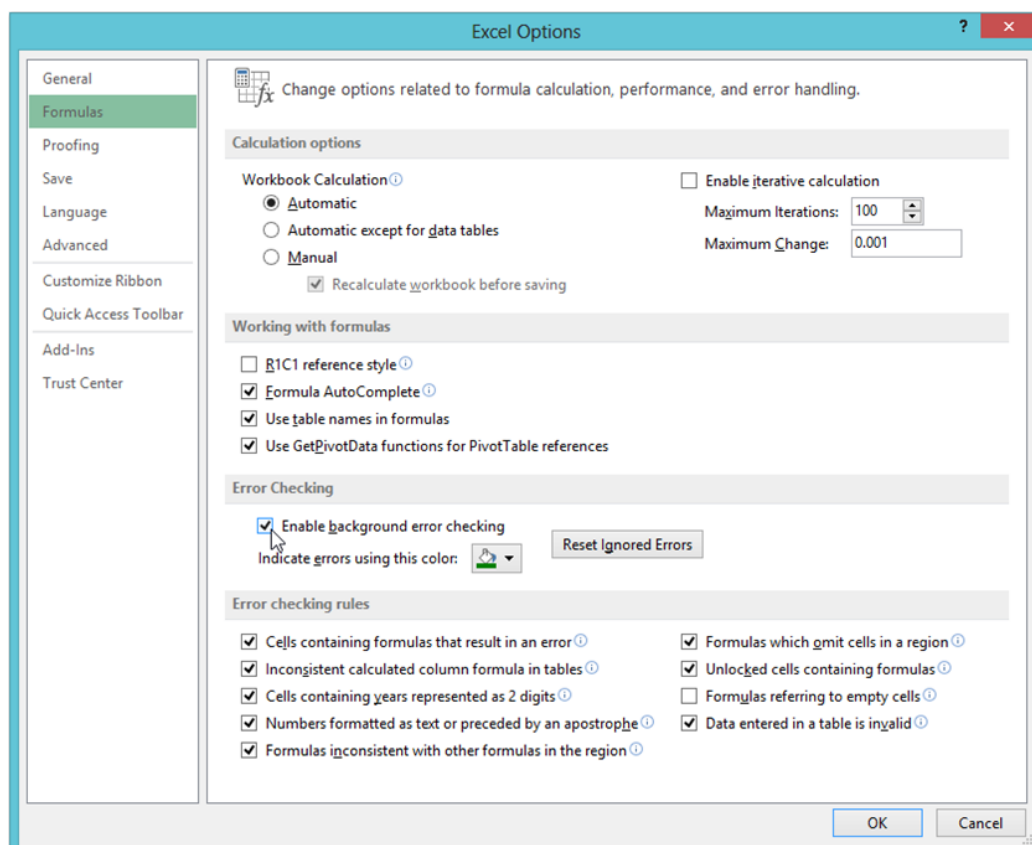 Excel Options
?
×
General
Formulas
Proofing
Save
Language
Advanced
Customize Ribbon
Quick Access Toolbar
Add-Ins
Trust Center
fx Change options related to formula calculation, performance, and error handling.
Calculation options
Workbook Calculation
Automatic
Automatic except for data tables
Manual
Recalculate workbook before saving
Enable iterative calculation
Maximum Iterations: 100
Maximum Change: 0.001
Working with formulas
R1C1 reference style
Formula AutoComplete
Use table names in formulas
Use GetPivotData functions for PivotTable references
Error Checking
Enable background error checking
Indicate errors using this color:
Reset Ignored Errors
Error checking rules
Cells containing formulas that result in an error
Inconsistent calculated column formula in tables
Cells containing years represented as 2 digits
Numbers formatted as text or preceded by an apostrophe
Formulas inconsistent with other formulas in the region
Formulas which omit cells in a region
Unlocked cells containing formulas
Formulas referring to empty cells
Data entered in a table is invalid
OK
Cancel